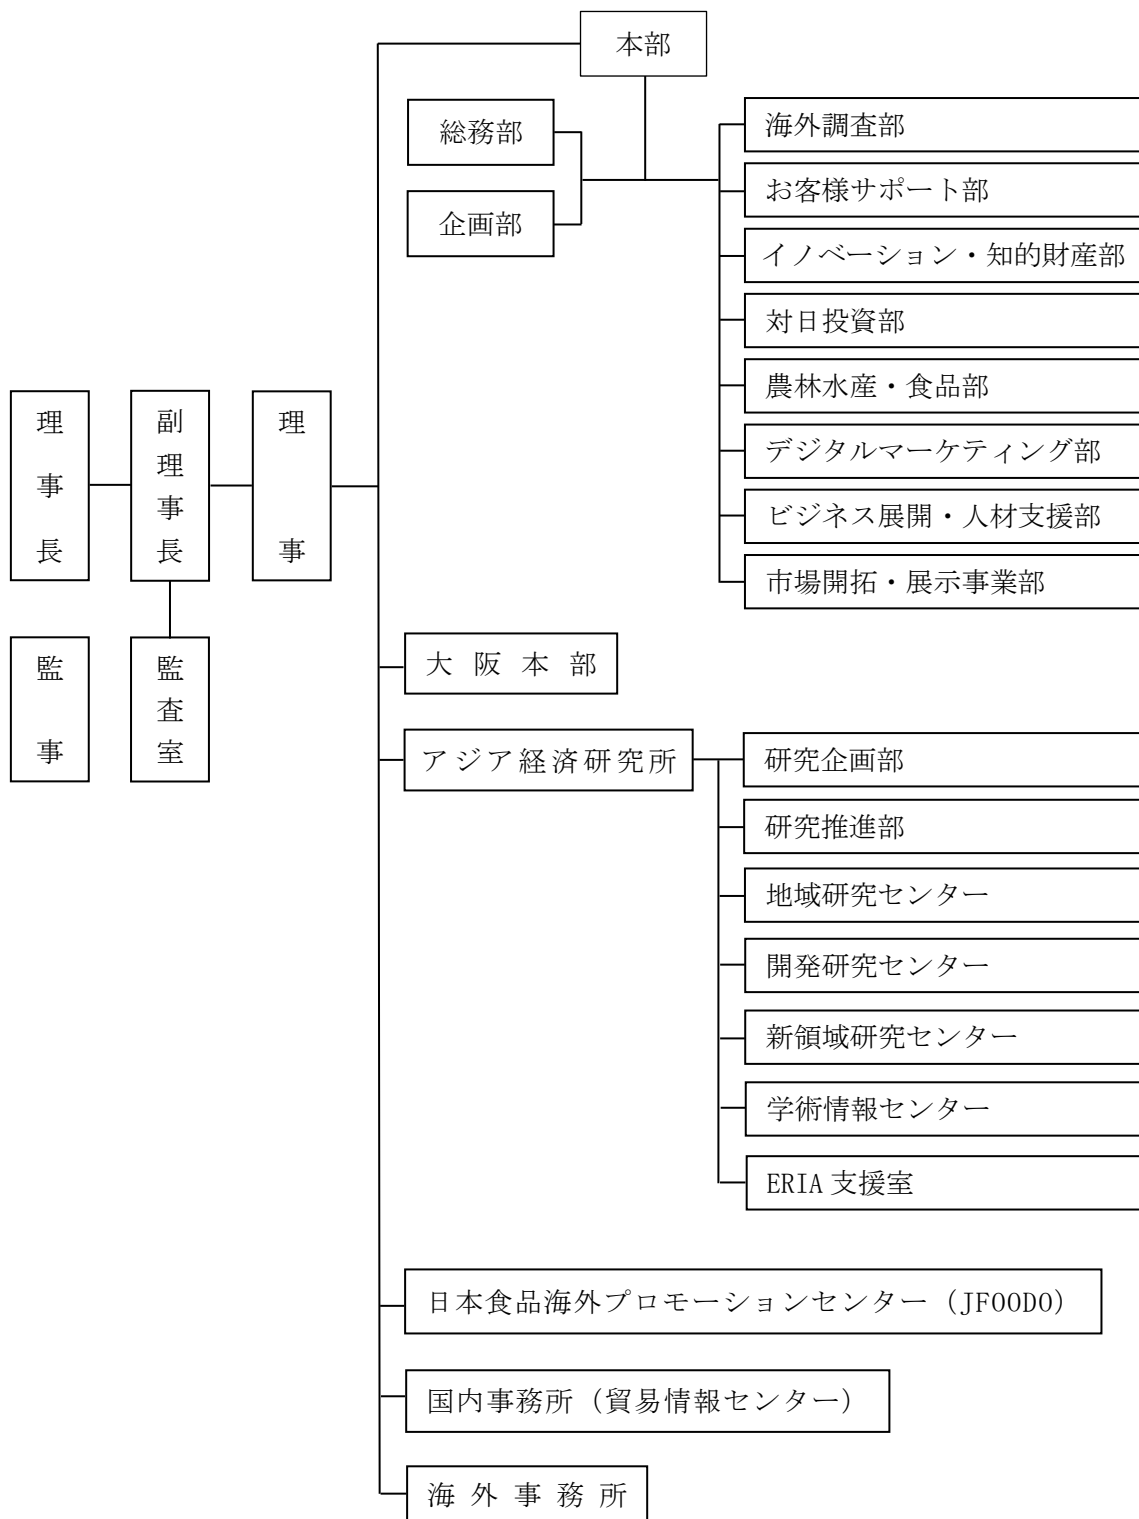 本部
総務部
企画部
海外調査部
お客様サポート部
イノベーション・知的財産部
対日投資部
農林水産・食品部
デジタルマーケティング部
ビジネス展開・人材支援部
市場開拓・展示事業部
理事長
副理事長
理事
監事
監査室
大阪本部
アジア経済研究所
研究企画部
研究推進部
地域研究センター
開発研究センター
新領域研究センター
学術情報センター
ERIA 支援室
日本食品海外プロモーションセンター（JFOODO）
国内事務所（貿易情報センター）
海外事務所